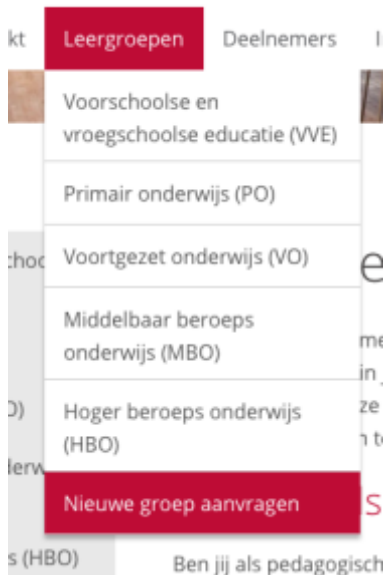 Leergroepen Deelnemers
Voorschoolse en
vroegschoolse educatie (VVE)
Primair onderwijs (PO)
Voortgezet onderwijs (VO)
Middelbaar beroeps
onderwijs (MBO)
Hoger beroeps onderwijs
(HBO)
Nieuwe groep aanvragen
(HBO)
Ben jij als